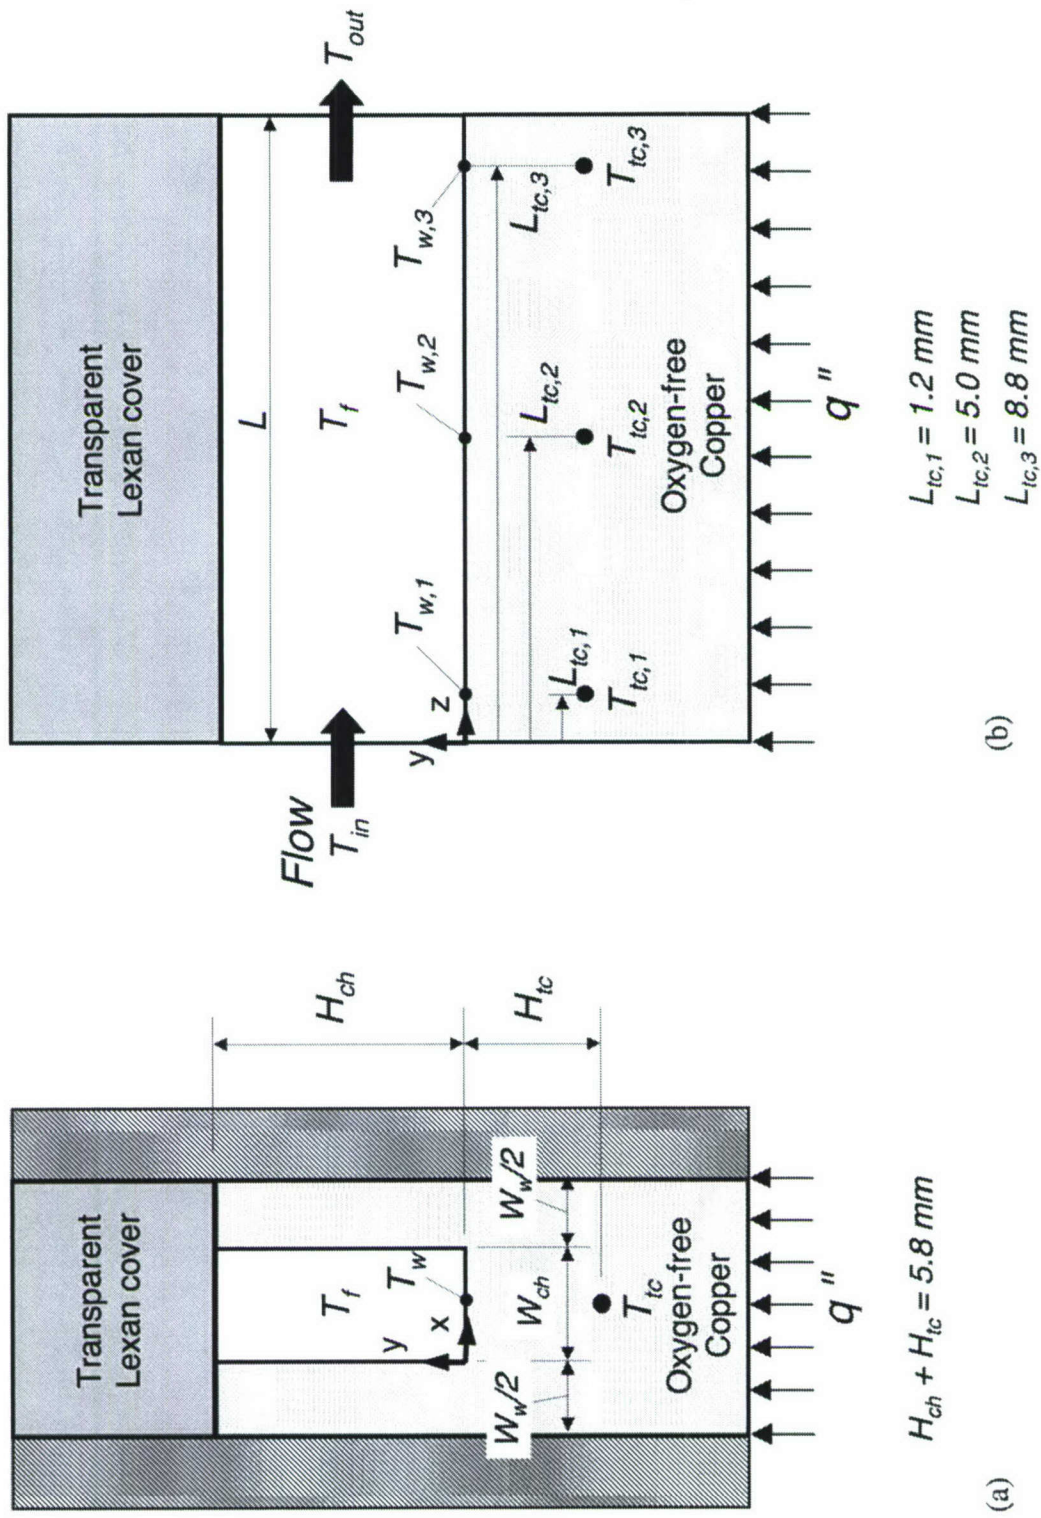 Transparent
Lexan cover
H_ch
T_f
T_w
y
x
H_tc
W_w/2
W_ch
W_w/2
T_tc
Oxygen-free
Copper
q"
H_ch + H_tc = 5.8 mm
(a)
Transparent
Lexan cover
L
Flow
T_in
T_f
T_out
T_w,1
T_w,2
T_w,3
y
z
L_tc,1
L_tc,2
L_tc,3
T_tc,1
T_tc,2
T_tc,3
Oxygen-free
Copper
q"
L_tc,1 = 1.2 mm
L_tc,2 = 5.0 mm
L_tc,3 = 8.8 mm
(b)